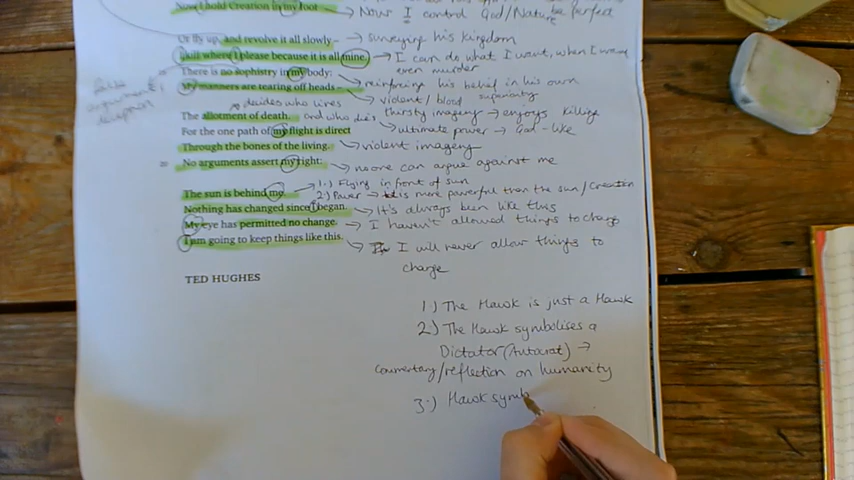 Now I hold Creation in my foot → Now I control God/Nature be perfect
Or fly up, and revolve it all slowly - surveying his kingdom
I kill where I please because it is all mine. → I can do what I want, when I want
even murder
There is no sophistry in my body: reinforcing his belief in his own
superiority
My manners are tearing off heads - violent/blood
→ decides who lives
and who dies thirsty imagery → enjoys killing
The allotment of death.
For the one path of my flight is direct ultimate power → God-like
Through the bones of the living. violent imagery
= No arguments assert my right: no one can argue against me
The sun is behind me. → 1.) Flying in front of sun
2.) Power → is more powerful than the sun/Creation
Nothing has changed since I began. → It's always been like this
My eye has permitted no change. → I haven't allowed things to change
I am going to keep things like this. I will never allow things to
change
TED HUGHES
1) The Hawk is just a Hawk
2) The Hawk symbolises a
Dictator (Autocrat) →
commentary/reflection on humanity
3.) Hawk symb